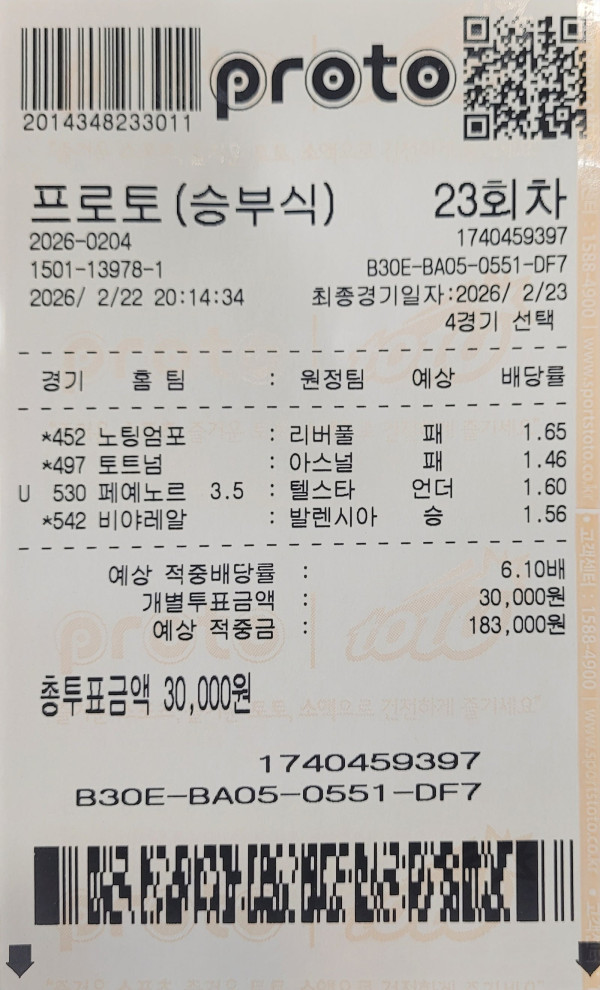 proto
2014348233011
프로토(승부식) 23회차
2026-0204 1740459397
1501-13978-1 B30E-BA05-0551-DF7
2026/ 2/22 20:14:34 최종경기일자:2026/ 2/23
4경기 선택
경기 홈 팀 : 원정팀 예상 배당률
*452 노팅엄포 : 리버풀 패 1.65
*497 토트넘 : 아스널 패 1.46
U 530 페예노르 3.5 : 텔스타 언더 1.60
*542 비야레알 : 발렌시아 승 1.56
예상 적중배당률 : 6.10배
개별투표금액 : 30,000원
예상 적중금 : 183,000원
총투표금액 30,000원
1740459397
B30E-BA05-0551-DF7